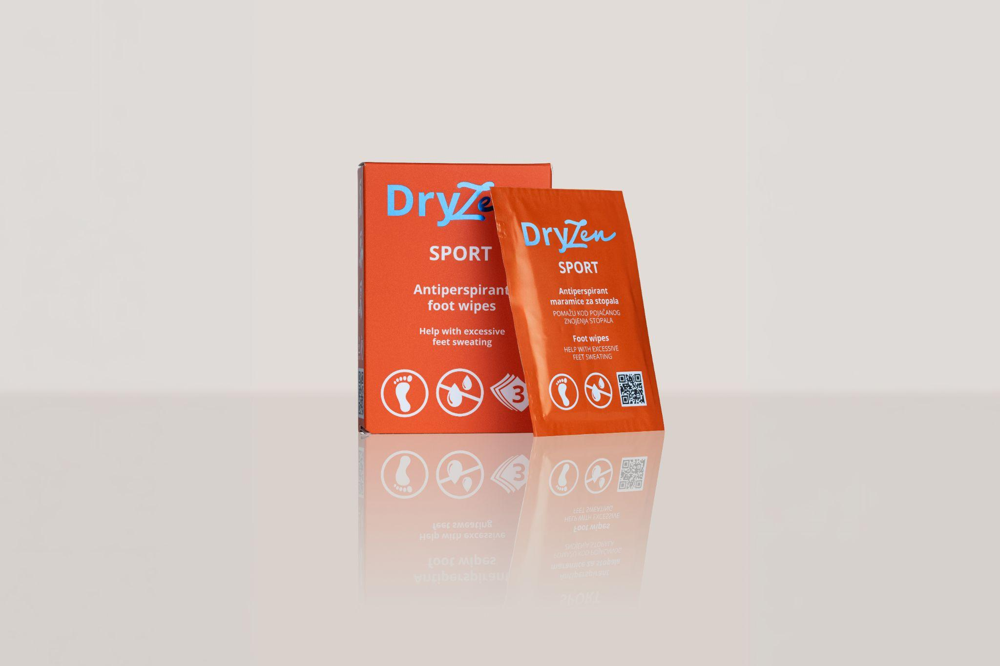 DryZe
SPORT
Antiperspirant
foot wipes
Help with excessive
feet sweating
3
DryZen
SPORT
Antiperspirant
maramice za stopala
POMAŽU KOD POJAČANOG
ZNOJENJA STOPALA
Foot wipes
HELP WITH EXCESSIVE
FEET SWEATING